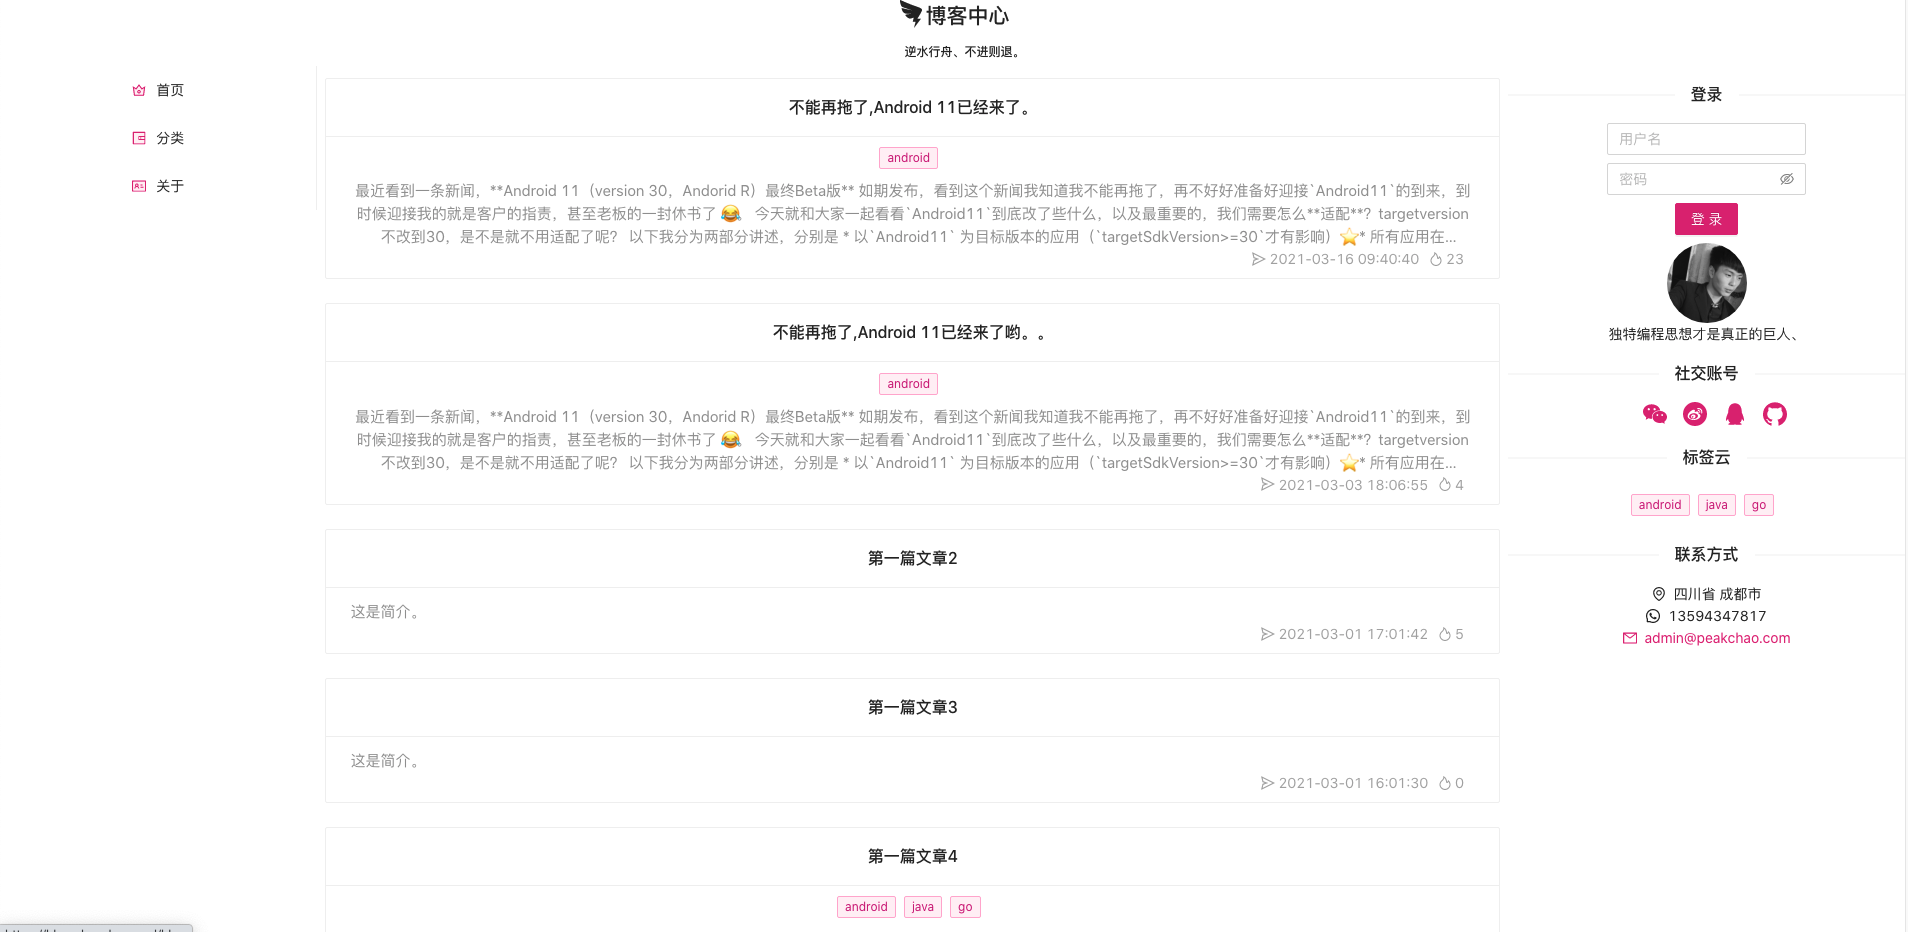 博客中心
逆水行舟、不进则退。
首页
分类
关于
不能再拖了,Android 11已经来了。
android
最近看到一条新闻，**Android 11（version 30，Andorid R）最终Beta版** 如期发布，看到这个新闻我知道我不能再拖了，再不好好准备好迎接`Android11`的到来，到
时候迎接我的就是客户的指责，甚至老板的一封休书了 😂。 今天就和大家一起看看`Android11`到底改了些什么，以及最重要的，我们需要怎么**适配**？targetversion
不改到30，是不是就不用适配了呢？ 以下我分为两部分讲述，分别是 * 以`Android11` 为目标版本的应用（`targetSdkVersion>=30`才有影响）⭐* 所有应用在...
2021-03-16 09:40:40 23
不能再拖了,Android 11已经来了哟。。
android
最近看到一条新闻，**Android 11（version 30，Andorid R）最终Beta版** 如期发布，看到这个新闻我知道我不能再拖了，再不好好准备好迎接`Android11`的到来，到
时候迎接我的就是客户的指责，甚至老板的一封休书了 😂。 今天就和大家一起看看`Android11`到底改了些什么，以及最重要的，我们需要怎么**适配**？targetversion
不改到30，是不是就不用适配了呢？ 以下我分为两部分讲述，分别是 * 以`Android11` 为目标版本的应用（`targetSdkVersion>=30`才有影响）⭐* 所有应用在...
2021-03-03 18:06:55 4
第一篇文章2
这是简介。
2021-03-01 17:01:42 5
第一篇文章3
这是简介。
2021-03-01 16:01:30 0
第一篇文章4
android java go
登录
用户名
密码
登 录
独特编程思想才是真正的巨人、
社交账号
标签云
android java go
联系方式
四川省 成都市
13594347817
admin@peakchao.com